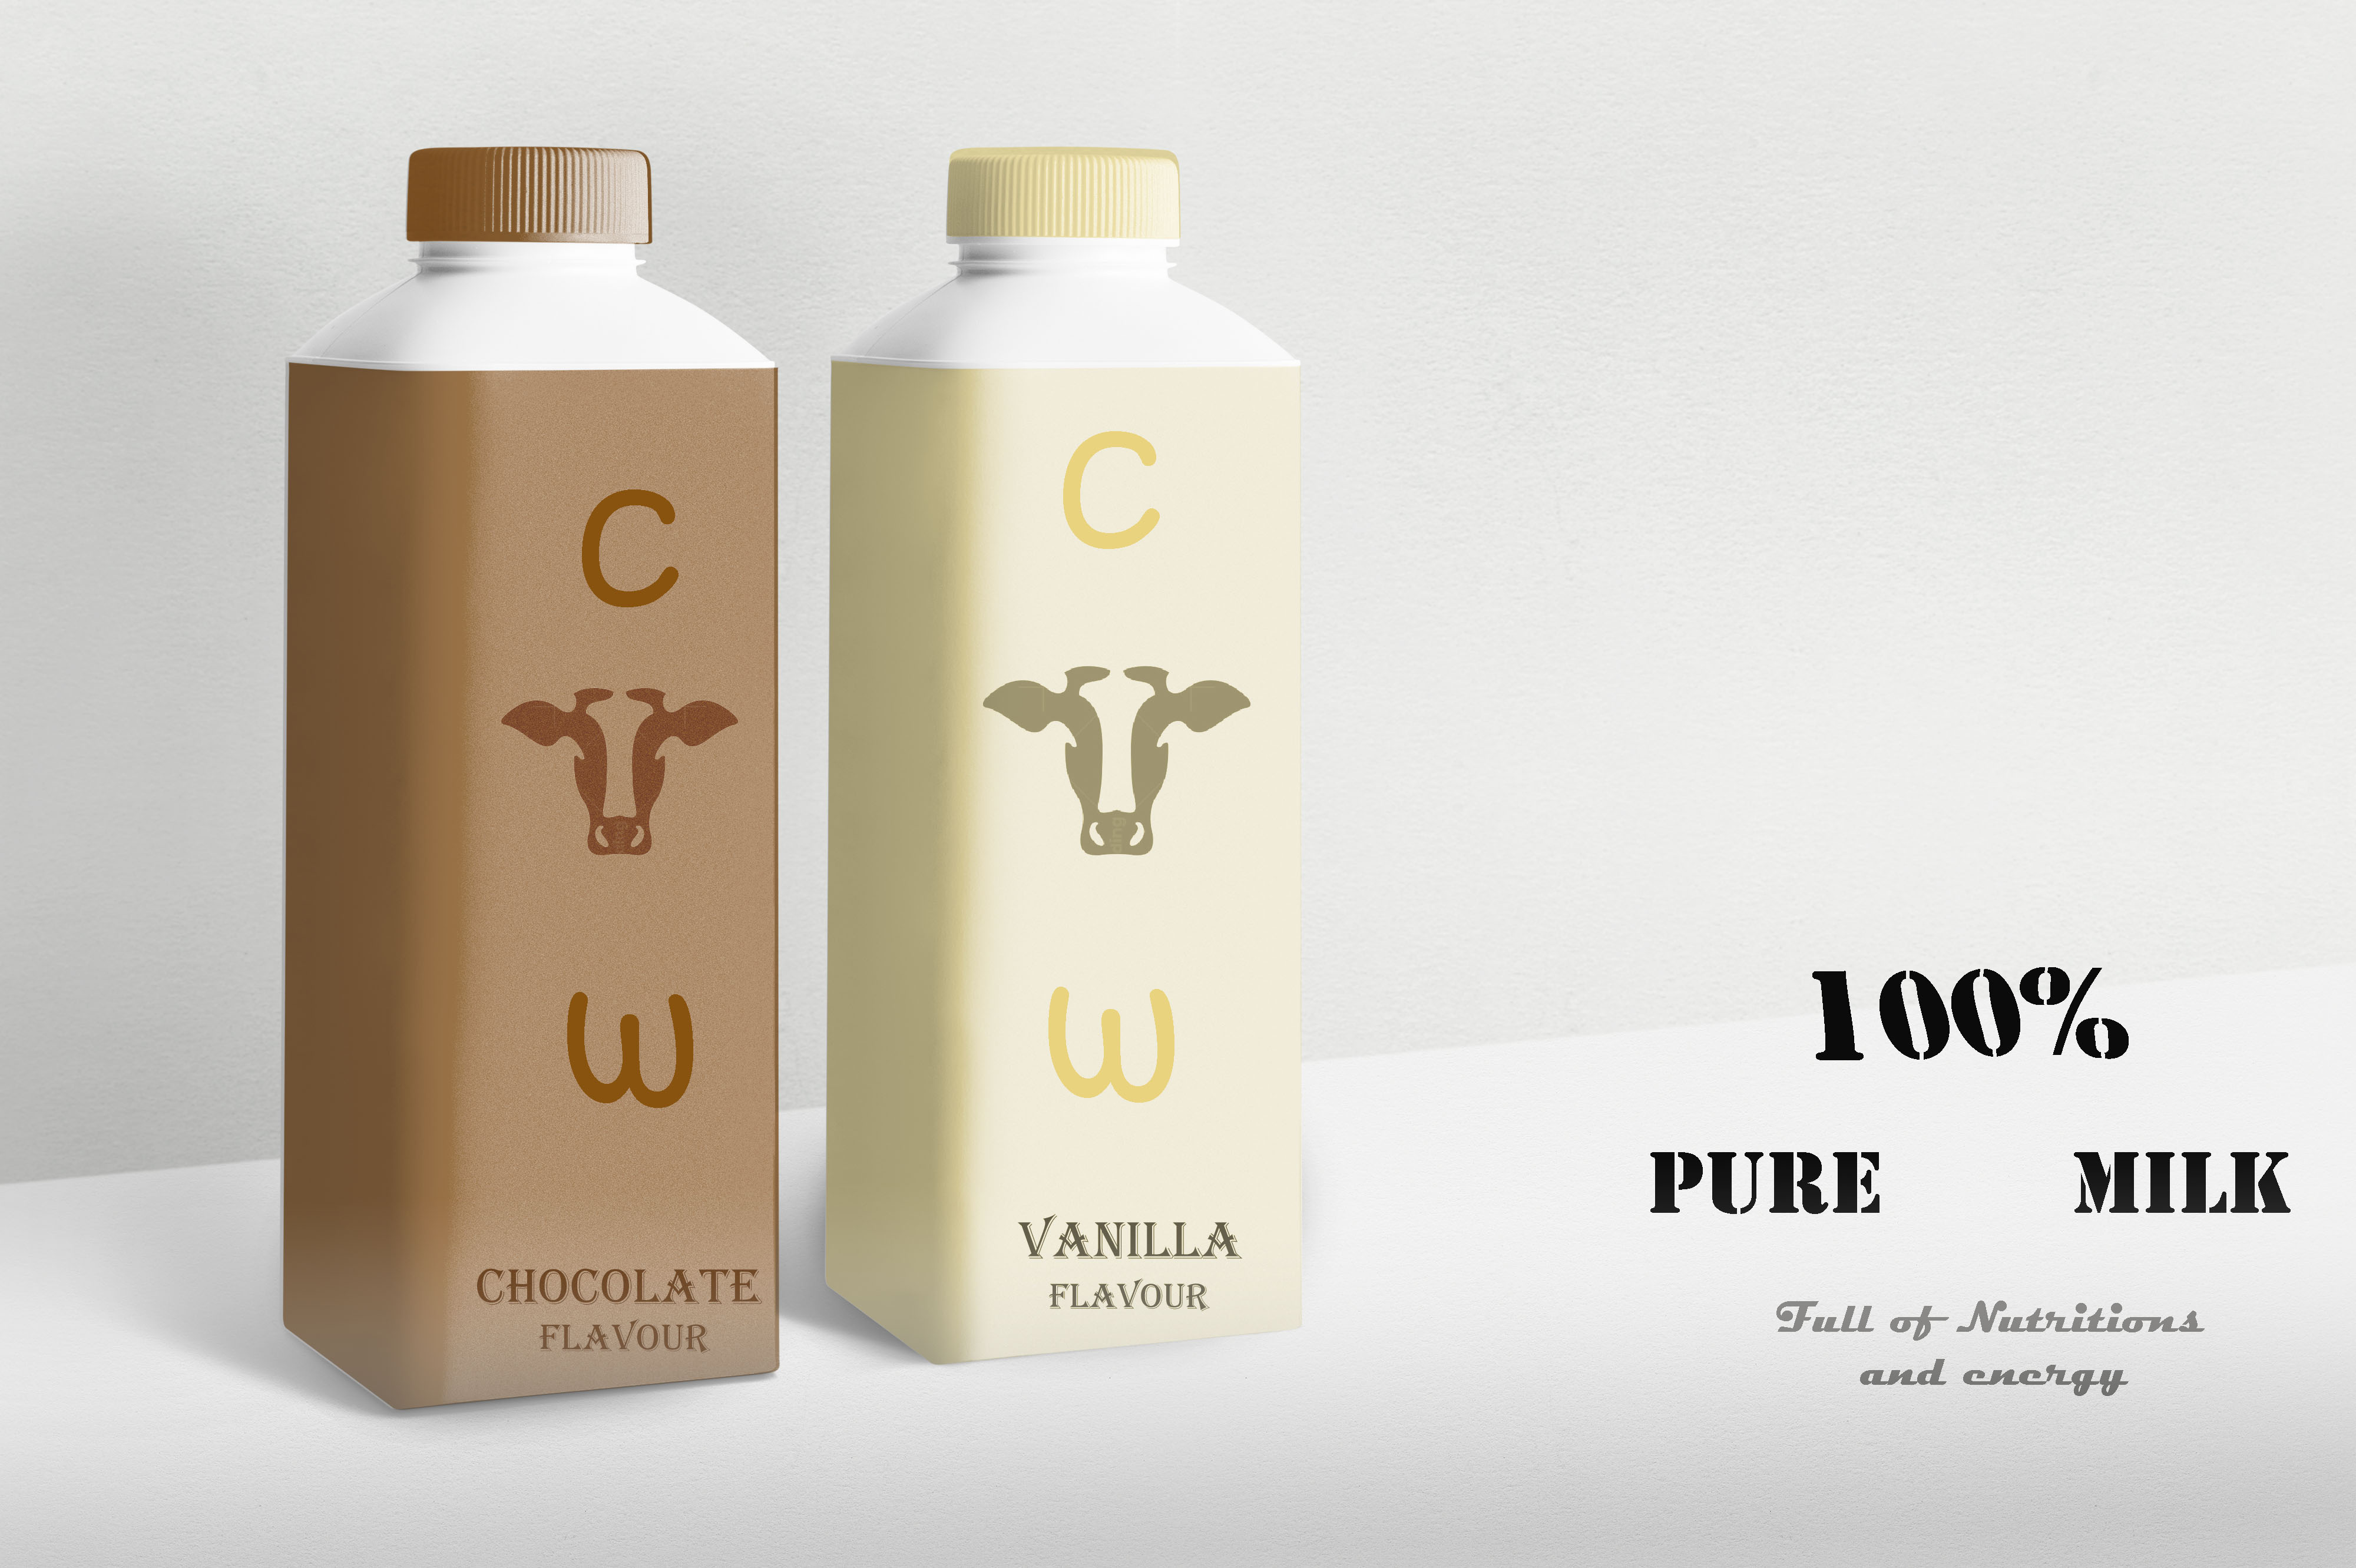 C
W
CHOCOLATE
FLAVOUR
C
W
VANILLA
FLAVOUR
100%
PURE MILK
Full of Nutritions
and energy